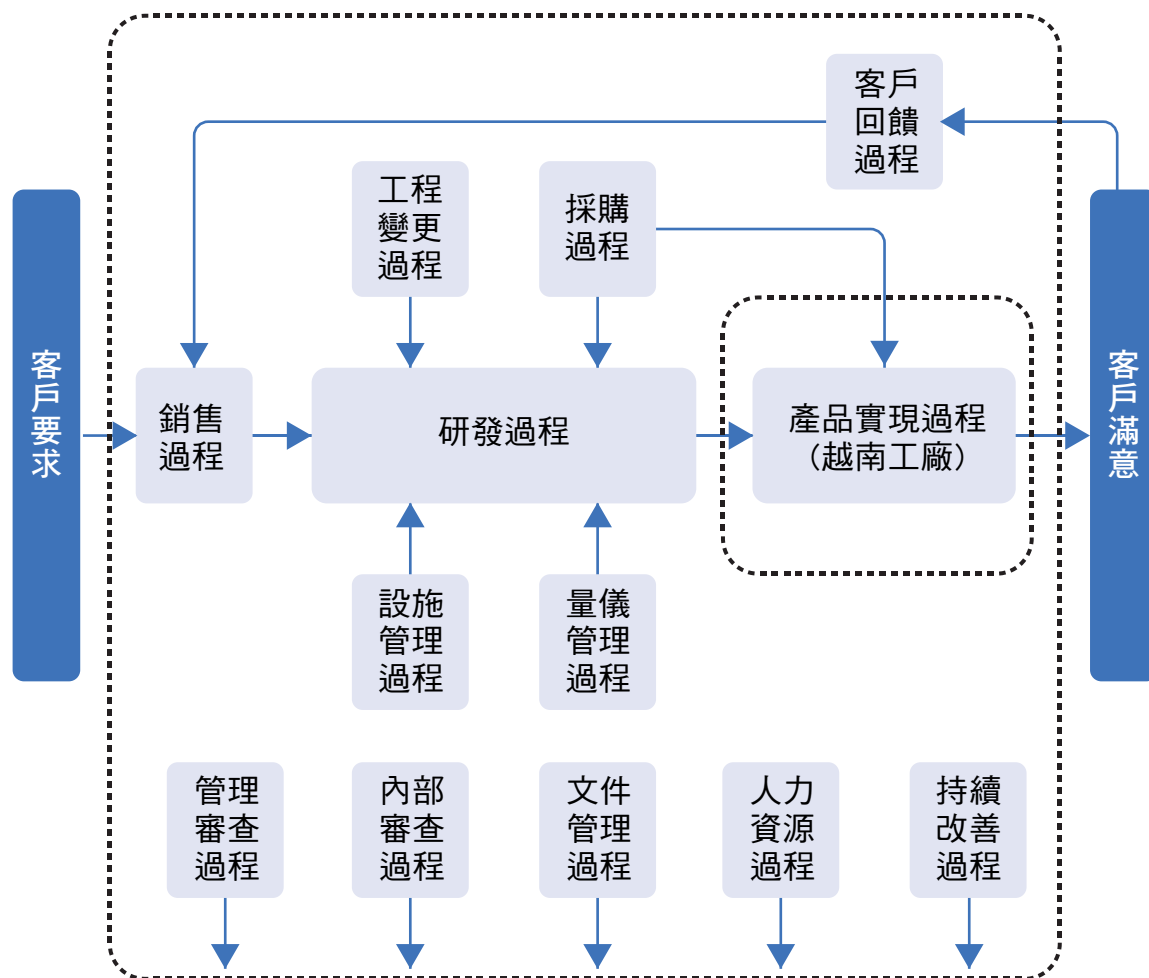 客戶
回饋
過程
工程
變更
過程
採購
過程
客戶要求
銷售
過程
研發過程
產品實現過程
（越南工廠）
客戶滿意
設施
管理
過程
量儀
管理
過程
管理
審查
過程
內部
審查
過程
文件
管理
過程
人力
資源
過程
持續
改善
過程